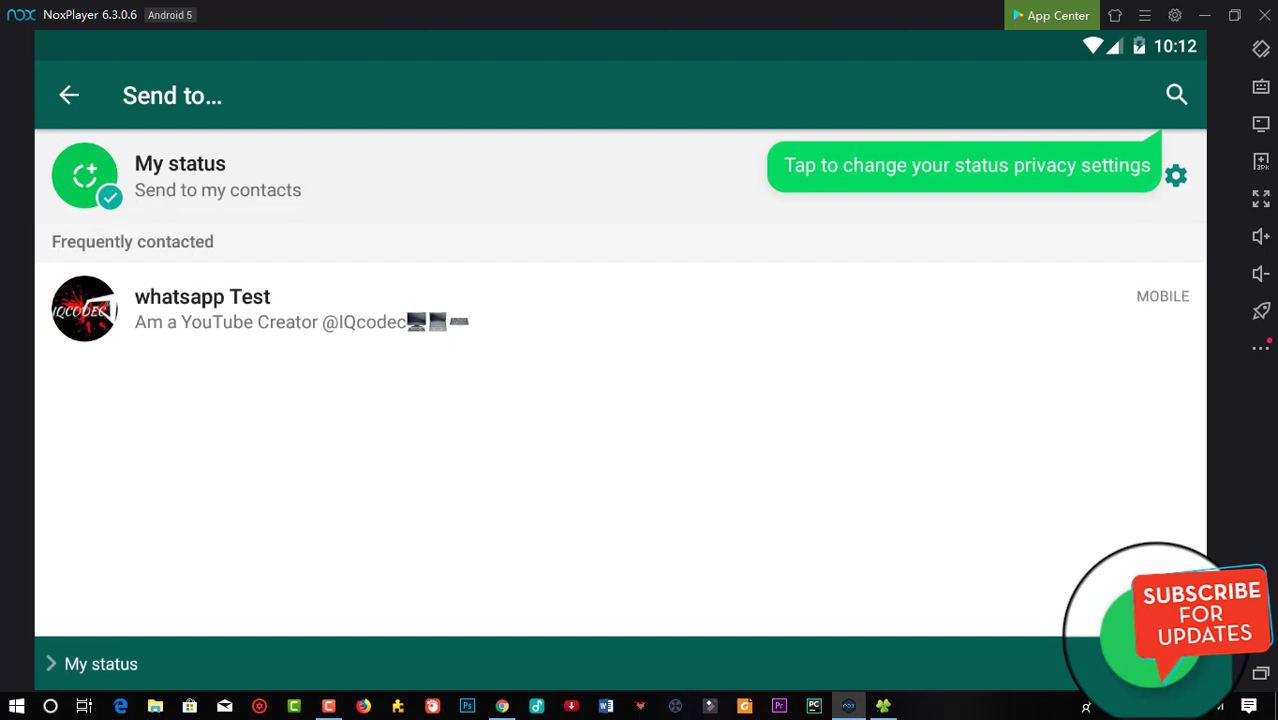 nox NoxPlayer 6.3.0.6 Android 5
App Center
10:12
Send to...
My status
Send to my contacts
Tap to change your status privacy settings
Frequently contacted
whatsapp Test
MOBILE
Am a YouTube Creator @IQcodec
IQCODEC
SUBSCRIBE
FOR
UPDATES
My status